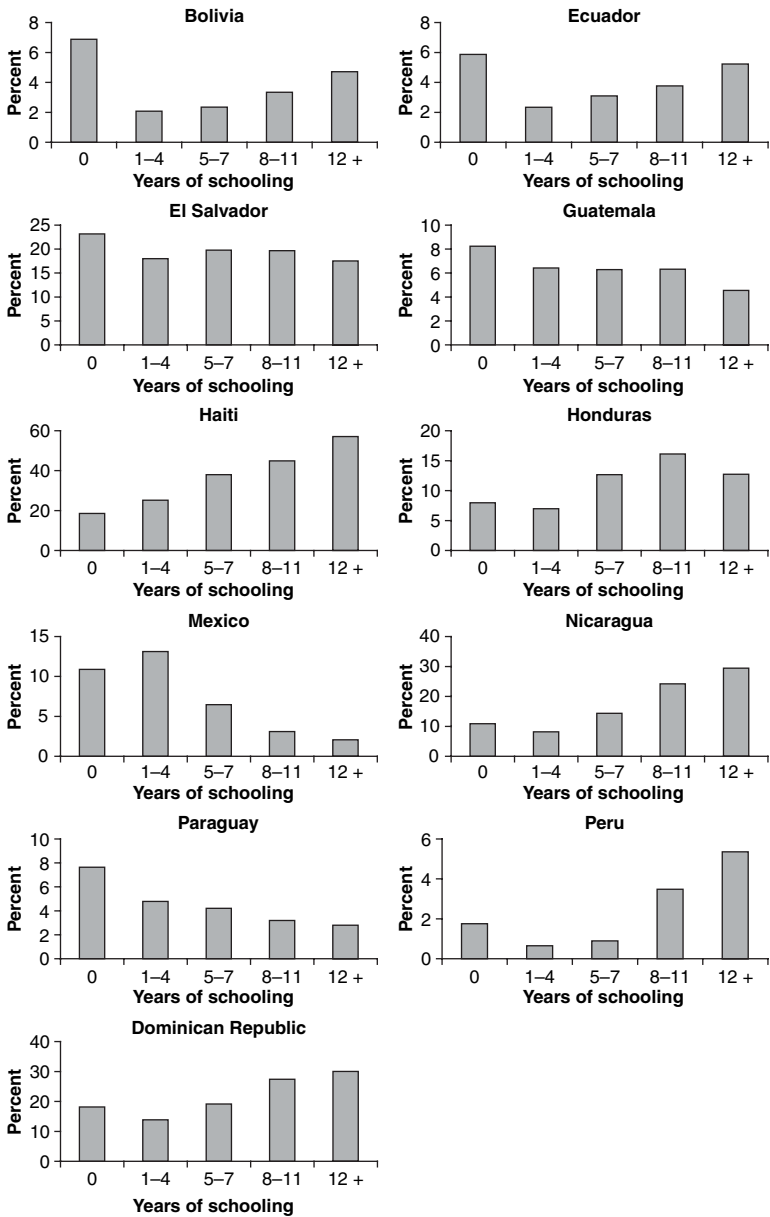 Bolivia
Percent
8
6
4
2
0
0 1–4 5–7 8–11 12 +
Years of schooling
Ecuador
Percent
8
6
4
2
0
0 1–4 5–7 8–11 12 +
Years of schooling
El Salvador
Percent
25
20
15
10
5
0
0 1–4 5–7 8–11 12 +
Years of schooling
Guatemala
Percent
10
8
6
4
2
0
0 1–4 5–7 8–11 12 +
Years of schooling
Haiti
Percent
60
40
20
0
0 1–4 5–7 8–11 12 +
Years of schooling
Honduras
Percent
20
15
10
5
0
0 1–4 5–7 8–11 12 +
Years of schooling
Mexico
Percent
15
10
5
0
0 1–4 5–7 8–11 12 +
Years of schooling
Nicaragua
Percent
40
30
20
10
0
0 1–4 5–7 8–11 12 +
Years of schooling
Paraguay
Percent
10
8
6
4
2
0
0 1–4 5–7 8–11 12 +
Years of schooling
Peru
Percent
6
4
2
0
0 1–4 5–7 8–11 12 +
Years of schooling
Dominican Republic
Percent
40
30
20
10
0
0 1–4 5–7 8–11 12 +
Years of schooling